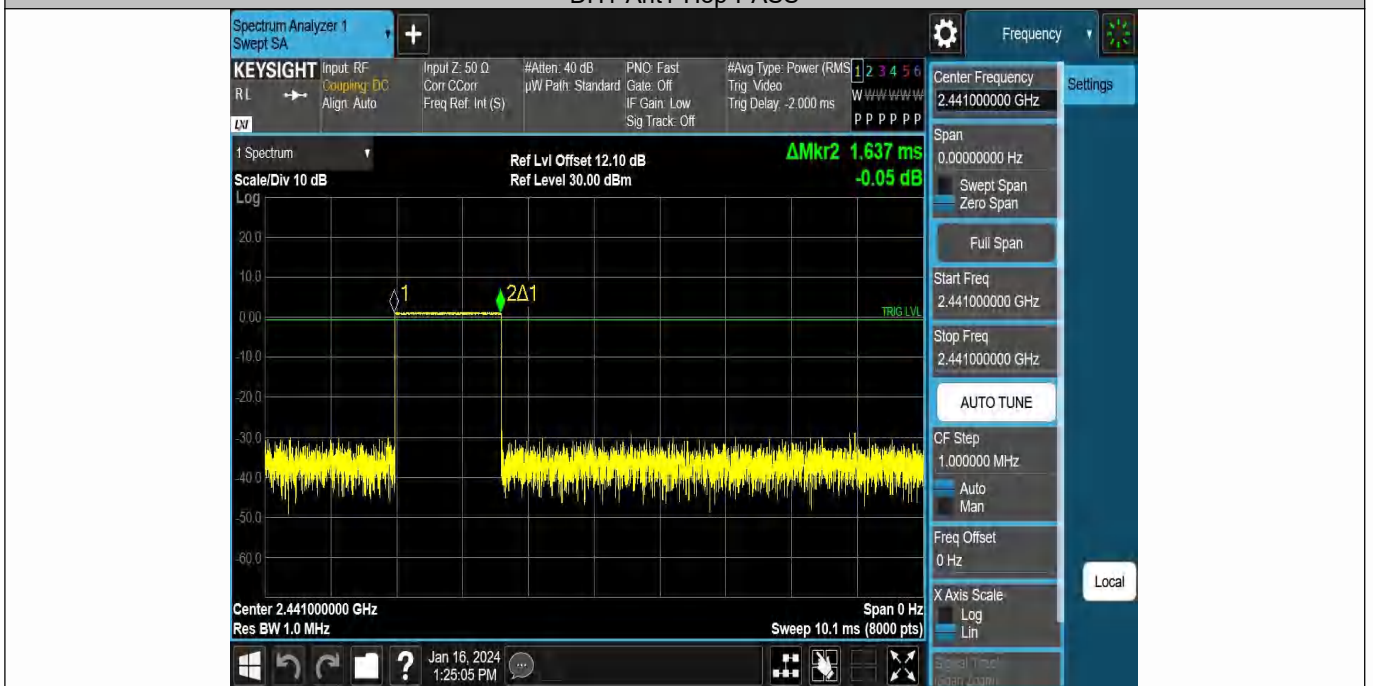 Spectrum Analyzer 1
Swept SA
Frequency
KEYSIGHT
RL
LXI
Input: RF
Coupling: DC
Align: Auto
Input Z: 50 Ω
Corr CCorr
Freq Ref: Int (S)
#Atten: 40 dB
µW Path: Standard
PNO: Fast
Gate: Off
IF Gain: Low
Sig Track: Off
#Avg Type: Power (RMS
Trig: Video
Trig Delay: -2.000 ms
1 2 3 4 5 6
W W W W W W
P P P P P P
1 Spectrum
Scale/Div 10 dB
Log
Ref Lvl Offset 12.10 dB
Ref Level 30.00 dBm
ΔMkr2 1.637 ms
-0.05 dB
20.0
10.0
0.00
-10.0
-20.0
-30.0
-40.0
-50.0
-60.0
1
2Δ1
TRIG LVL
Center 2.441000000 GHz
Res BW 1.0 MHz
Span 0 Hz
Sweep 10.1 ms (8000 pts)
Jan 16, 2024
1:25:05 PM
Center Frequency
2.441000000 GHz
Settings
Span
0.00000000 Hz
Swept Span
Zero Span
Full Span
Start Freq
2.441000000 GHz
Stop Freq
2.441000000 GHz
AUTO TUNE
CF Step
1.000000 MHz
Auto
Man
Freq Offset
0 Hz
X Axis Scale
Log
Lin
Local
Signal Track
(Span Zoom)